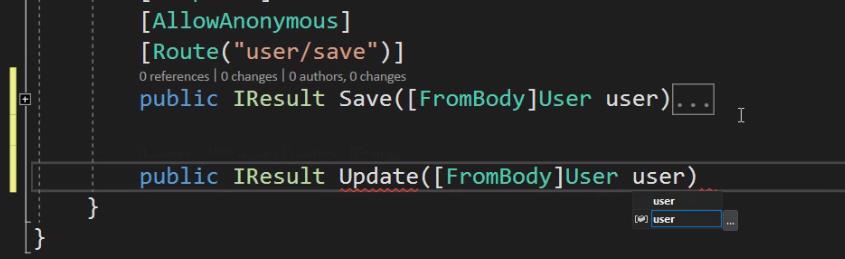 [AllowAnonymous]
[Route("user/save")]
0 references | 0 changes | 0 authors, 0 changes
public IResult Save([FromBody]User user)...
public IResult Update([FromBody]User user)
}
user
user ...
}